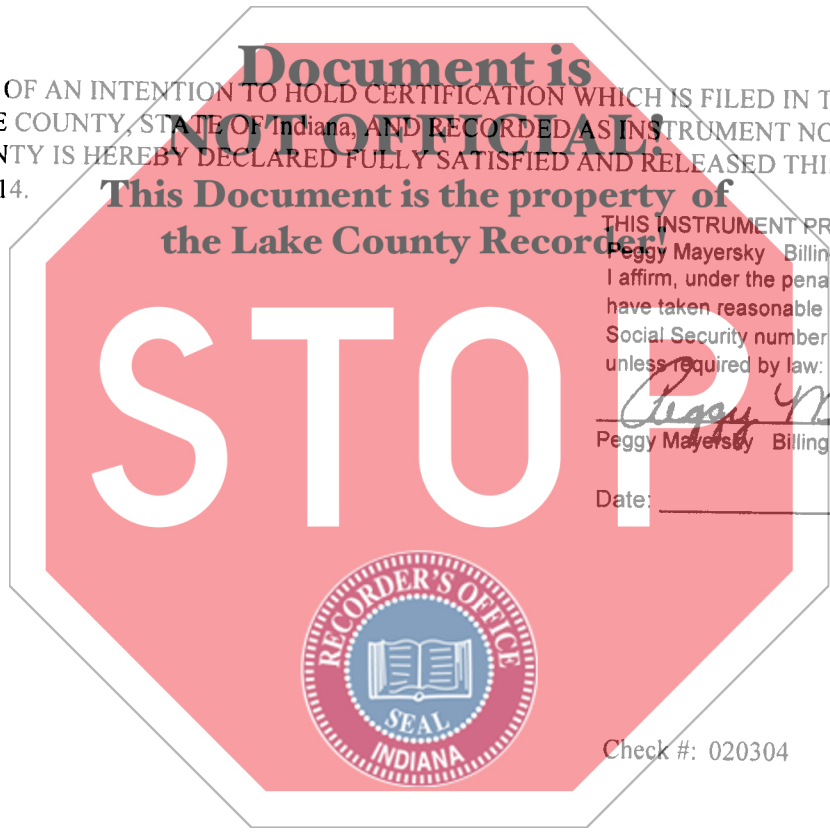 Document is
OF AN INTENTION TO HOLD CERTIFICATION WHICH IS FILED IN T
E COUNTY, STATE OF Indiana, AND RECORDED AS INSTRUMENT NO
NOT OFFICIAL!
NTY IS HEREBY DECLARED FULLY SATISFIED AND RELEASED THI
14.
This Document is the property of
the Lake County Recorder!
THIS INSTRUMENT PR
Peggy Mayersky Billin
I affirm, under the pena
have taken reasonable
Social Security number
unless required by law:
STOP
Peggy M
Peggy Mayersky Billing
Date:
RECORDER'S OFFICE
SEAL
INDIANA
Check #: 020304